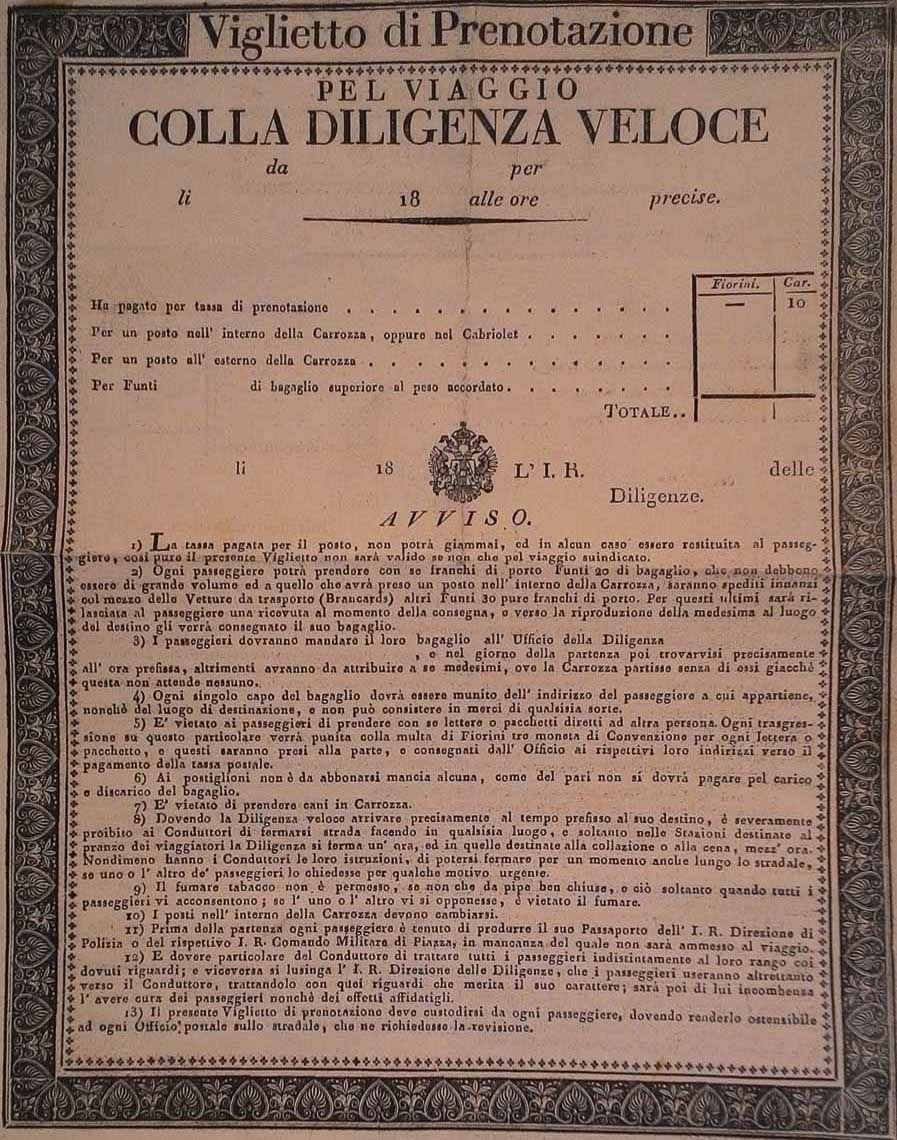 Viglietto di Prenotazione
PEL VIAGGIO
COLLA DILIGENZA VELOCE
da per
li 18 alle ore precise.
Fiorini. Car.
Ha pagato per tassa di prenotazione . . . . . . . . . . . . . . — 10
Per un posto nell' interno della Carrozza, oppure nel Cabriolet . . . . . . .
Per un posto all' esterno della Carrozza . . . . . . . . . . . . . .
Per Funti di bagaglio superiore al peso accordato . . . . . . . .
TOTALE..
li 18 L' I. R. delle
Diligenze.
AVVISO.
1) La tassa pagata per il posto, non potrà giammai, ed in alcun caso essere restituita al passeg-
giero, così pure il presente Viglietto non sarà valido se non che pel viaggio suindicato.
2) Ogni passeggiero potrà prendere con se franchi di porto Funti 20 di bagaglio, che non debbono
essere di grande volume ed a quello che avrà preso un posto nell' interno della Carrozza, saranno spediti innanzi
col mezzo delle Vetture da trasporto (Brancards) altri Funti 30 pure franchi di porto. Per questi ultimi sarà ri-
lasciata al passeggiere una ricevuta al momento della consegna, e verso la riproduzione della medesima al luogo
del destino gli verrà consegnato il suo bagaglio.
3) I passeggieri dovranno mandare il loro bagaglio all' Ufficio della Diligenza
, e nel giorno della partenza poi trovarvisi precisamente
all' ora prefissa, altrimenti avranno da attribuire a se medesimi, ove la Carrozza partisse senza di essi giacchè
questa non attende nessuno.
4) Ogni singolo capo del bagaglio dovrà essere munito dell' indirizzo del passeggiere a cui appartiene,
nonchè del luogo di destinazione, e non può consistere in merci di qualsisia sorte.
5) E' vietato ai passeggieri di prendere con se lettere o pacchetti diretti ad altra persona. Ogni trasgres-
sione su questo particolare verrà punita colla multa di Fiorini tre moneta di Convenzione per ogni lettera o
pacchetto, e questi saranno presi alla parte, e consegnati dall' Officio ai rispettivi loro indirizzi verso il
pagamento della tassa postale.
6) Ai postiglioni non è da abbonarsi mancia alcuna, come del pari non si dovrà pagare pel carico
e discarico del bagaglio.
7) E' vietato di prendere cani in Carrozza.
8) Dovendo la Diligenza veloce arrivare precisamente al tempo prefisso al suo destino, è severamente
proibito ai Conduttori di fermarsi strada facendo in qualsisia luogo, e soltanto nelle Stazioni destinate al
pranzo dei viaggiatori la Diligenza si ferma un' ora, ed in quelle destinate alla collazione o alla cena, mezz' ora.
Nondimeno hanno i Conduttori le loro istruzioni, di potersi fermare per un momento anche lungo lo stradale,
se uno o l' altro de' passeggieri lo chiedesse per qualche motivo urgente.
9) Il fumare tabacco non è permesso, se non che da pipe ben chiuse, e ciò soltanto quando tutti i
passeggieri vi acconsentono; se l' uno o l' altro vi si opponesse, è vietato il fumare.
10) I posti nell' interno della Carrozza devono cambiarsi.
11) Prima della partenza ogni passeggiere è tenuto di produrre il suo Passaporto dell' I. R. Direzione di
Polizia o del rispettivo I. R. Comando Militare di Piazza, in mancanza del quale non sarà ammesso al viaggio.
12) E dovere particolare del Conduttore di trattare tutti i passeggieri indistintamente al loro rango coi
dovuti riguardi; e viceversa si lusinga l' I. R. Direzione delle Diligenze, che i passeggieri useranno altrettanto
verso il Conduttore, trattandolo con quei riguardi che merita il suo carattere; sarà poi di lui incombenza
l' avere cura dei passeggieri nonchè dei effetti affidatigli.
13) Il presente Viglietto di prenotazione deve custodirsi da ogni passeggiere, dovendo renderlo ostensibile
ad ogni Officio postale sullo stradale, che ne richiedesse la revisione.